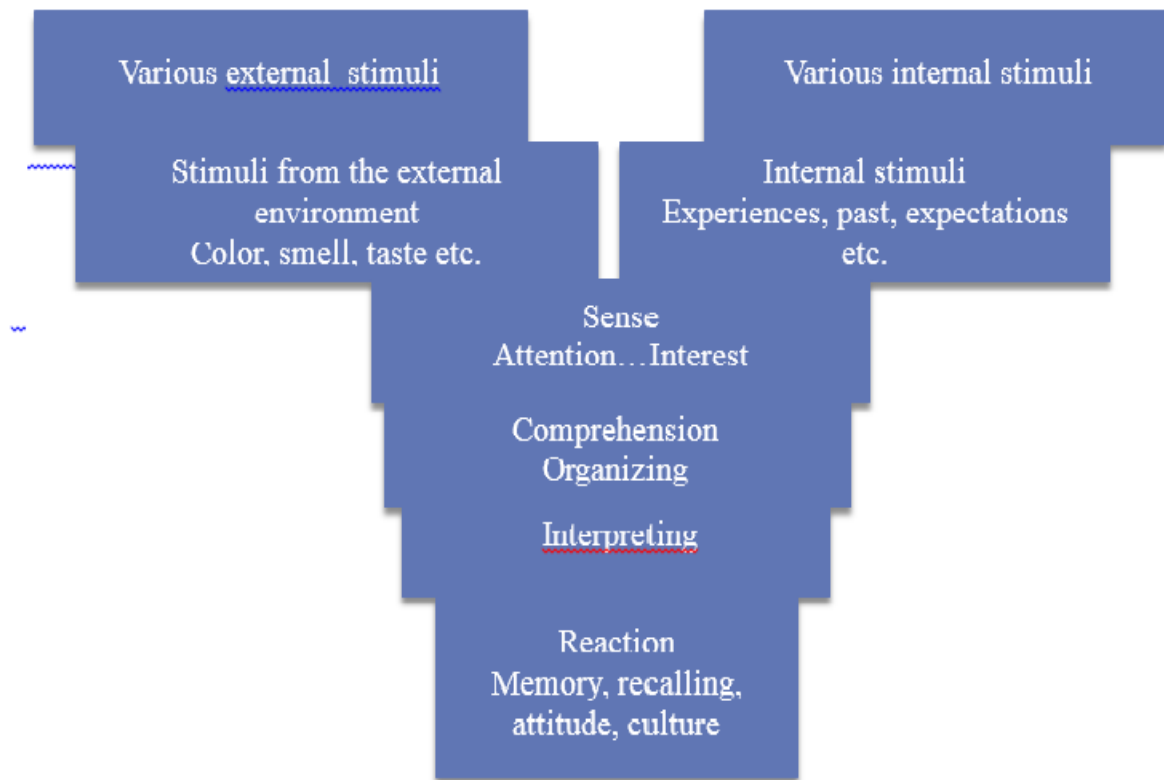 Various external stimuli
Various internal stimuli
Stimuli from the external
environment
Color, smell, taste etc.
Internal stimuli
Experiences, past, expectations
etc.
Sense
Attention…Interest
Comprehension
Organizing
Interpreting
Reaction
Memory, recalling,
attitude, culture